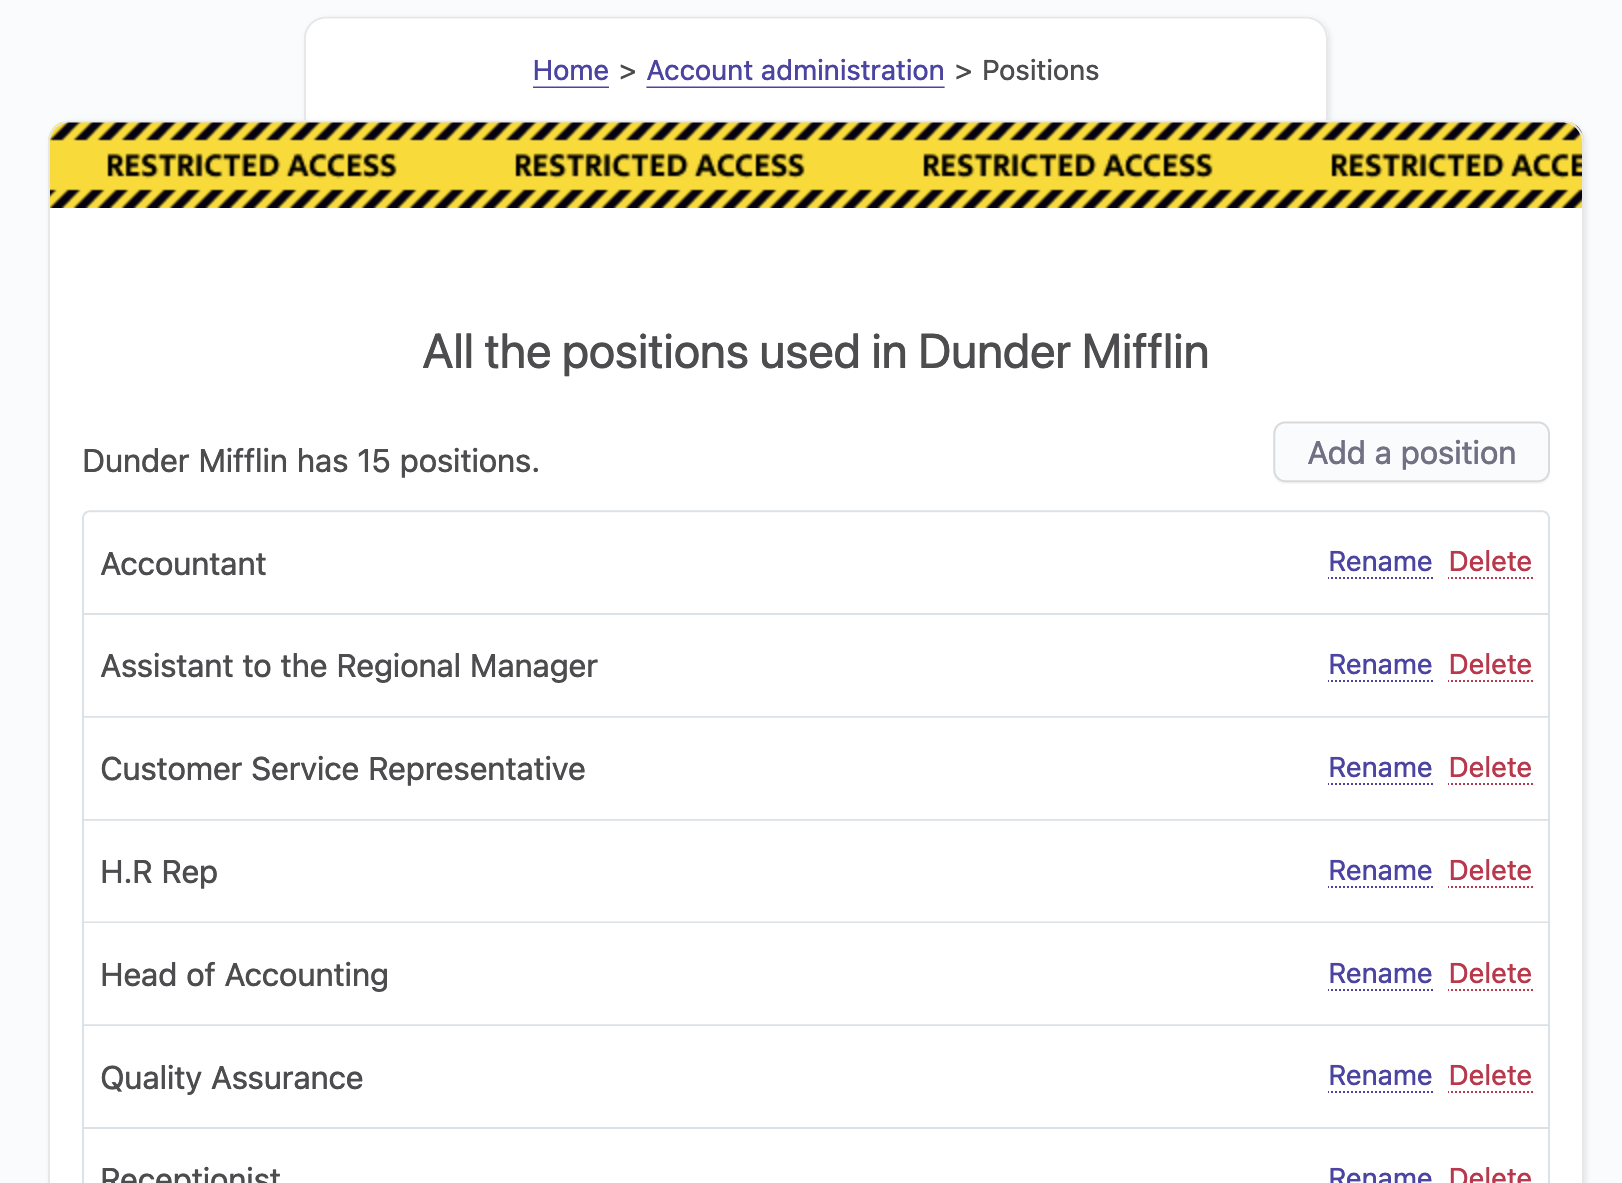 Home > Account administration > Positions
RESTRICTED ACCESS RESTRICTED ACCESS RESTRICTED ACCESS RESTRICTED ACCE
All the positions used in Dunder Mifflin
Dunder Mifflin has 15 positions.
Add a position
Accountant Rename Delete
Assistant to the Regional Manager Rename Delete
Customer Service Representative Rename Delete
H.R Rep Rename Delete
Head of Accounting Rename Delete
Quality Assurance Rename Delete
Receptionist Rename Delete